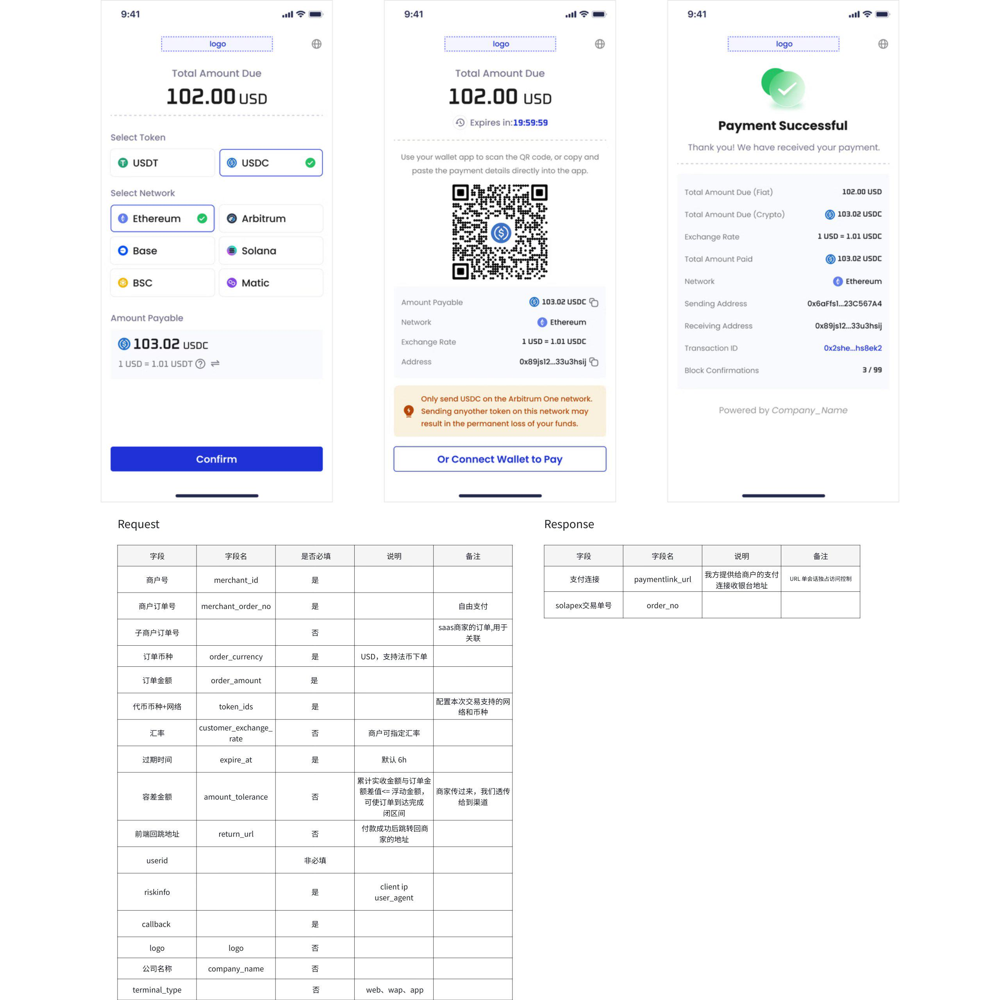 9:41
logo
Total Amount Due
102.00 USD
Select Token
USDT
USDC
Select Network
Ethereum
Arbitrum
Base
Solana
BSC
Matic
Amount Payable
103.02 USDC
1 USD = 1.01 USDT
Confirm
9:41
logo
Total Amount Due
102.00 USD
Expires in:19:59:59
Use your wallet app to scan the QR code, or copy and
paste the payment details directly into the app.
Amount Payable 103.02 USDC
Network Ethereum
Exchange Rate 1 USD = 1.01 USDC
Address 0x89js12...33u3hsij
Only send USDC on the Arbitrum One network.
Sending anyother token on this network may
result in the permanent loss of your funds.
Or Connect Wallet to Pay
9:41
logo
Payment Successful
Thank you! We have received your payment.
Total Amount Due (Fiat) 102.00 USD
Total Amount Due (Crypto) 103.02 USDC
Exchange Rate 1 USD = 1.01 USDC
Total Amount Paid 103.02 USDC
Network Ethereum
Sending Address 0x6aFfs1...23C567A4
Receiving Address 0x89js12...33u3hsij
Transaction ID 0x2she...hs8ek2
Block Confirmations 3 / 99
Powered by Company_Name
Request
字段 字段名 是否必填 说明 备注
商户号 merchant_id 是
商户订单号 merchant_order_no 是 自由支付
子商户订单号 否 saas商家的订单,用于
关联
订单币种 order_currency 是 USD，支持法币下单
订单金额 order_amount 是
代币币种+网络 token_ids 是 配置本次交易支持的网
络和币种
汇率 customer_exchange_
rate 否 商户可指定汇率
过期时间 expire_at 是 默认 6h
容差金额 amount_tolerance 否 累计实收金额与订单金
额差值<= 浮动金额，
可使订单到达完成
闭区间
商家传过来，我们透传
给到渠道
前端回跳地址 return_url 否 付款成功后跳转回商
家的地址
userid 非必填
riskinfo 是 client ip
user_agent
callback 是
logo logo 否
公司名称 company_name 否
terminal_type 否 web、wap、app
Response
字段 字段名 说明 备注
支付连接 paymentlink_url 我方提供给商户的支付
连接收银台地址
URL 单会话独占访问控制
solapex交易单号 order_no